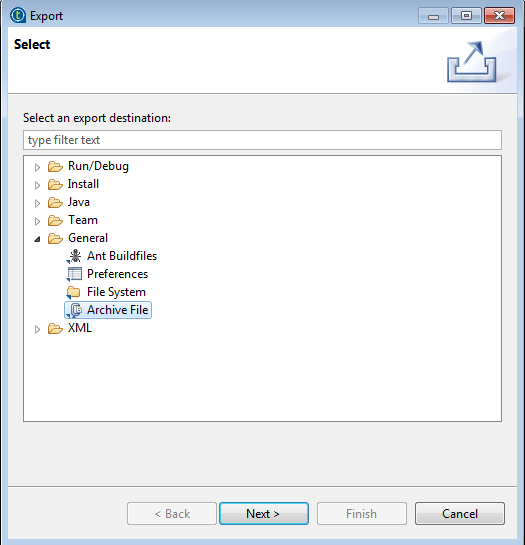 Export
Select
Select an export destination:
type filter text
Run/Debug
Install
Java
Team
General
Ant Buildfiles
Preferences
File System
Archive File
XML
< Back
Next >
Finish
Cancel